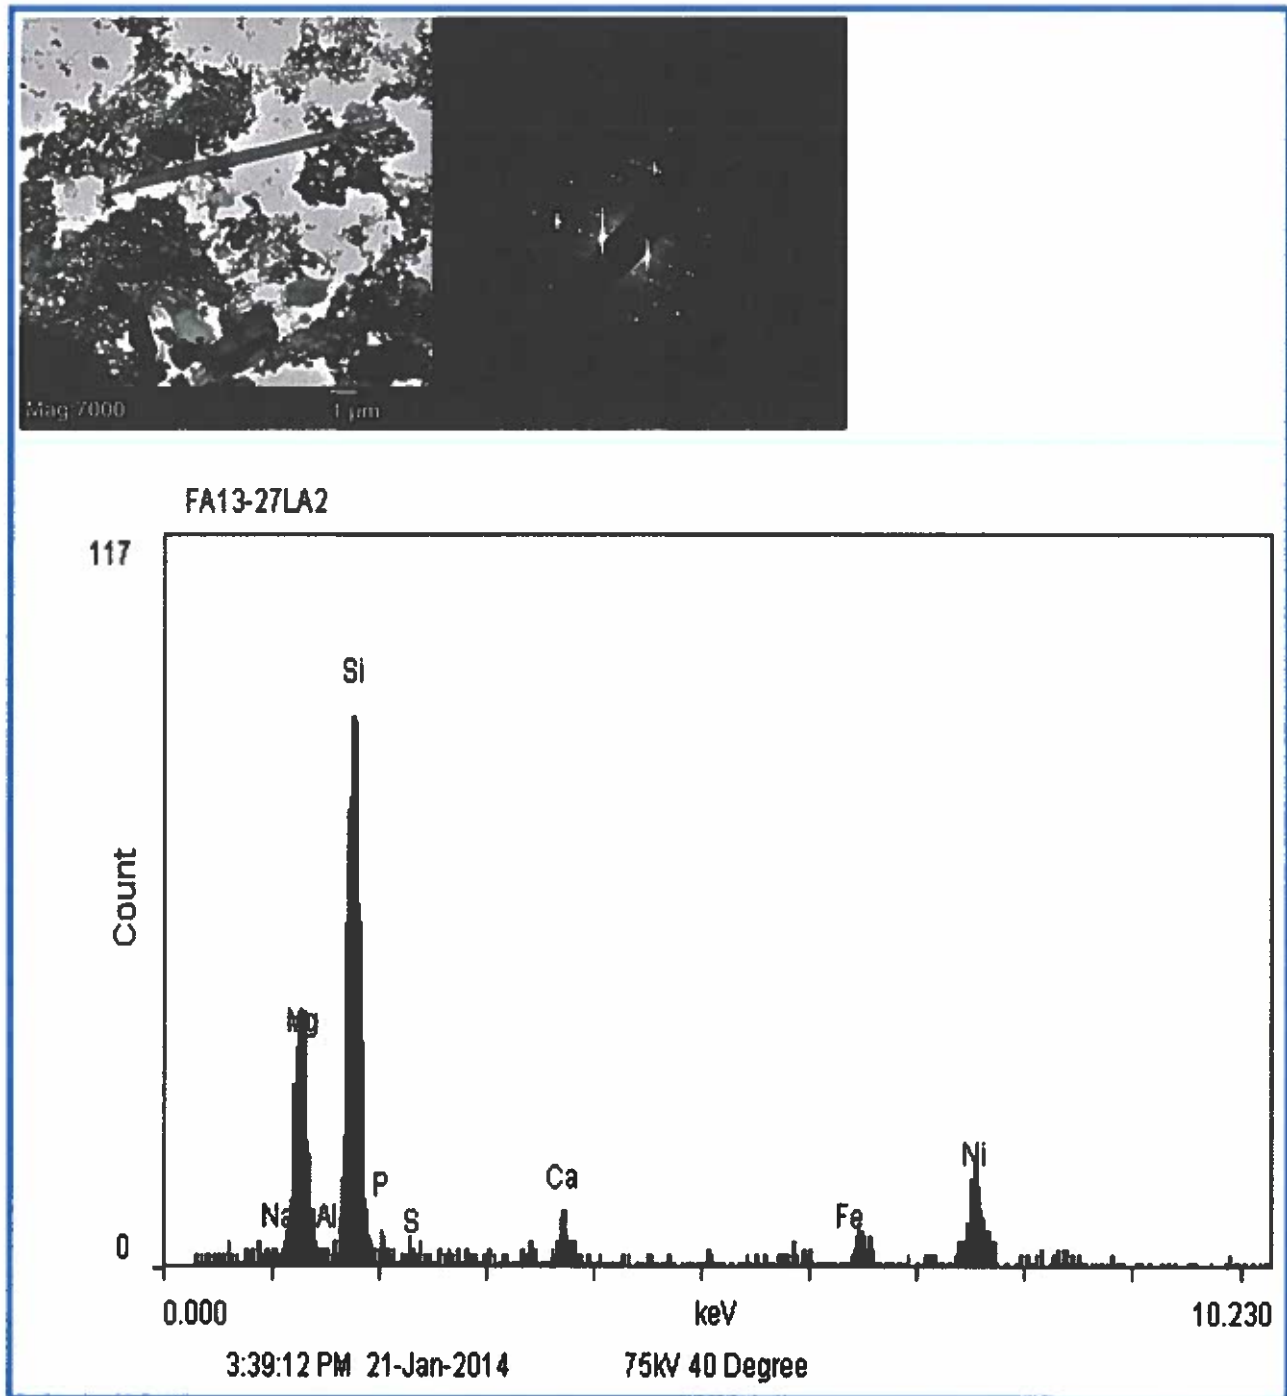 Mag:7000 1 µm
FA13-27LA2
117
Si
Mg
P
Na Al S
Ca
Fe
Ni
Count
0
0.000 keV 10.230
3:39:12 PM 21-Jan-2014 75kV 40 Degree